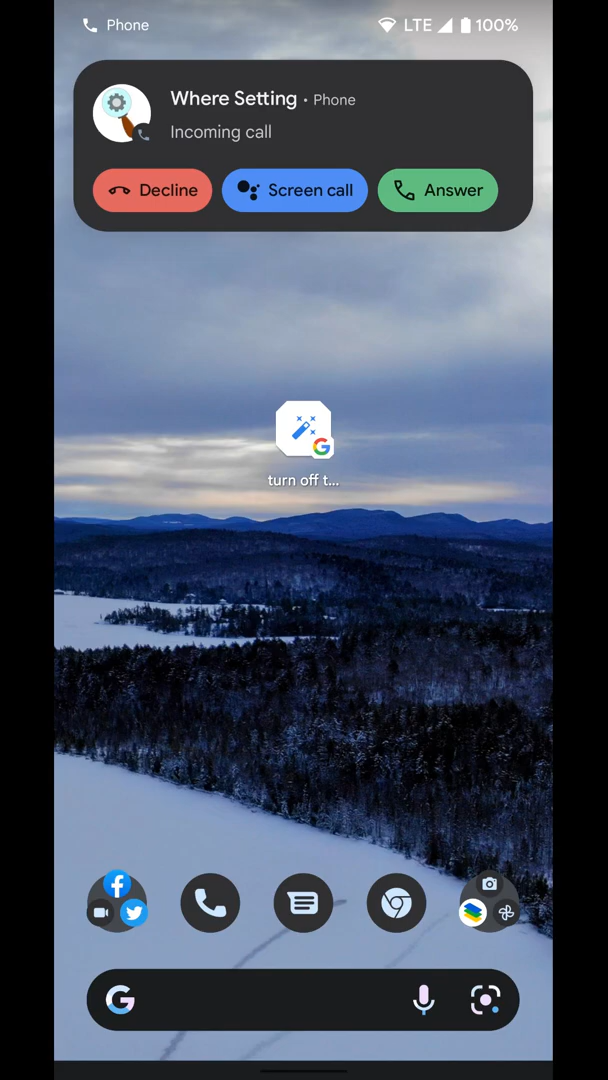 Phone
LTE 100%
Where Setting • Phone
Incoming call
Decline
Screen call
Answer
turn off t...